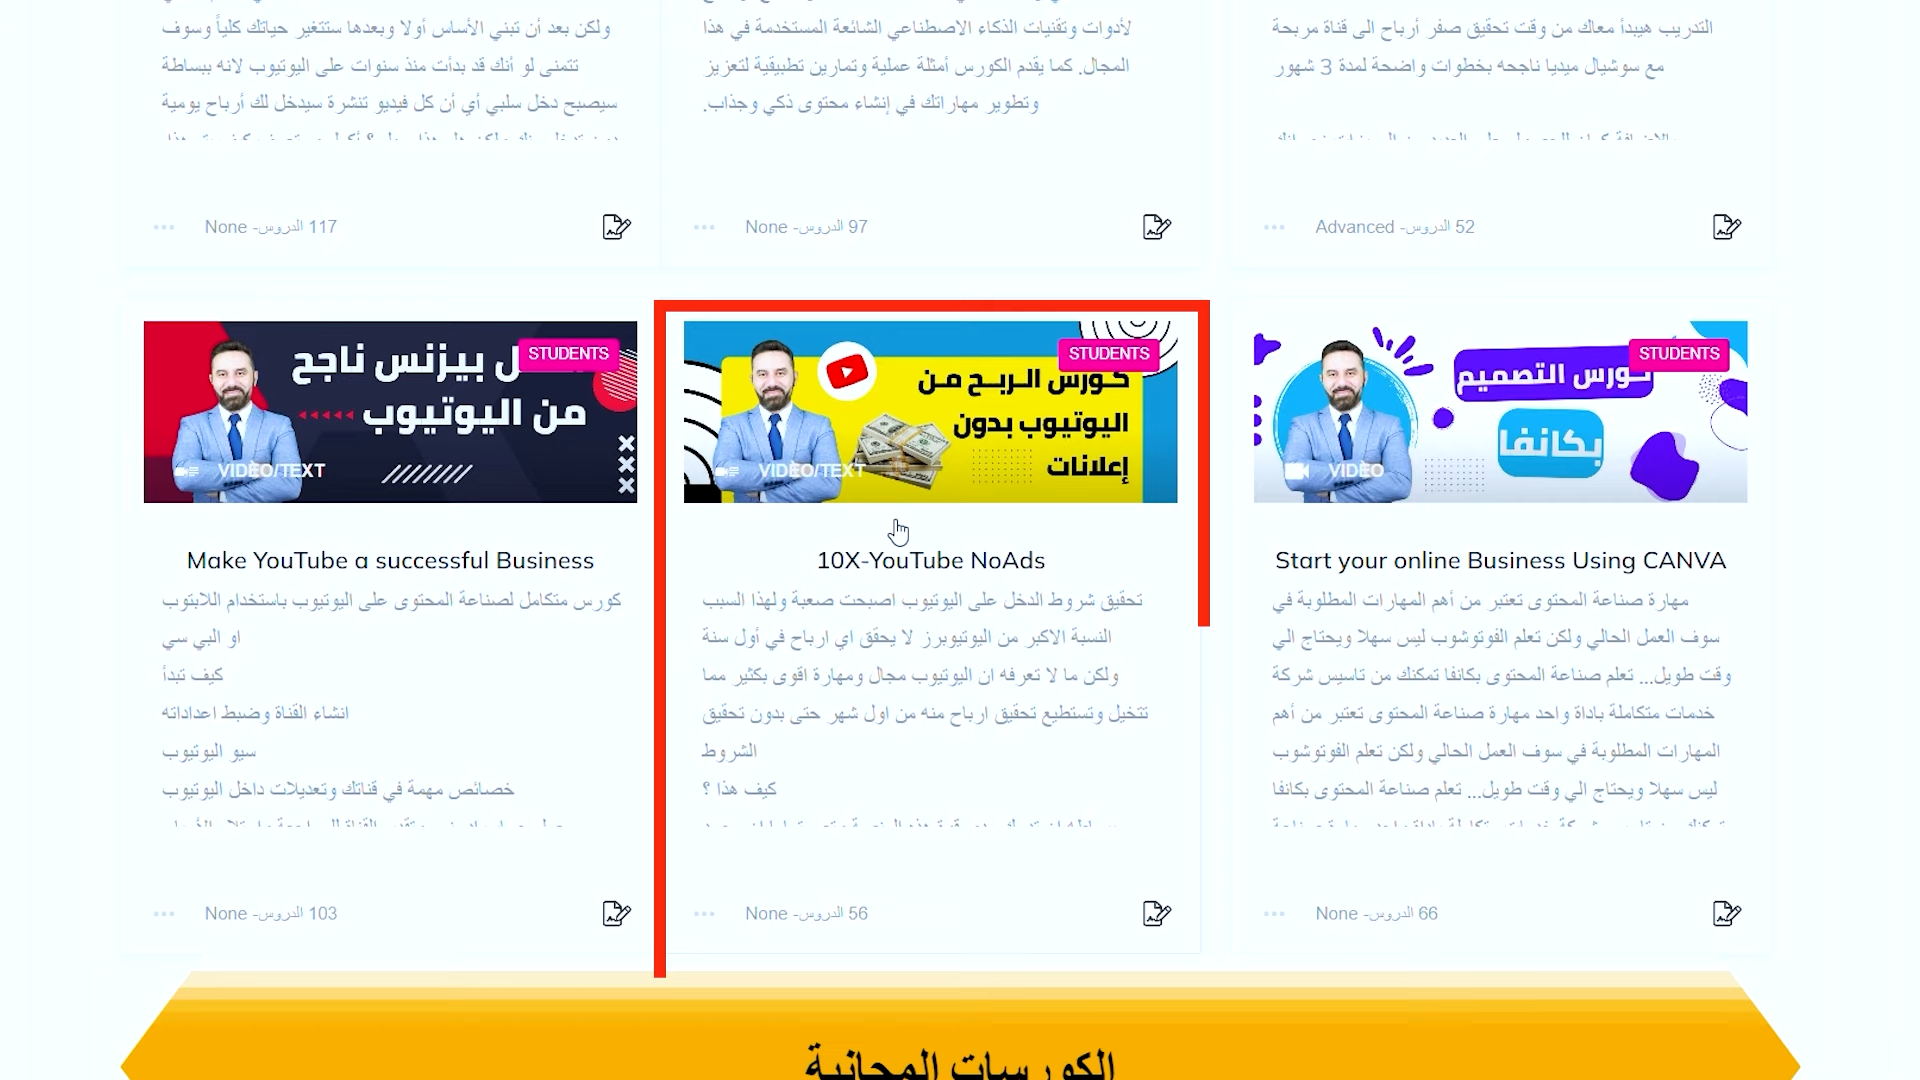 ولكن بعد أن تبني الأساس أولا وبعدها ستتغير حياتك كلياً وسوف
تتمنى لو أنك قد بدأت منذ سنوات على اليوتيوب لانه ببساطة
سيصبح دخل سلبي أي أن كل فيديو تنشرة سيدخل لك أرباح يومية
None -الدروس 117
لأدوات وتقنيات الذكاء الاصطناعي الشائعة المستخدمة في هذا
المجال. كما يقدم الكورس أمثلة عملية وتمارين تطبيقية لتعزيز
وتطوير مهاراتك في إنشاء محتوى ذكي وجذاب.
None -الدروس 97
التدريب هيبدأ معاك من وقت تحقيق صفر أرباح الى قناة مربحة
مع سوشيال ميديا ناجحه بخطوات واضحة لمدة 3 شهور
Advanced -الدروس 52
بيزنس ناجح
من اليوتيوب
STUDENTS
VIDEO/TEXT
Make YouTube a successful Business
كورس متكامل لصناعة المحتوى على اليوتيوب باستخدام اللابتوب
او البي سي
كيف تبدأ
انشاء القناة وضبط اعداداته
سيو اليوتيوب
خصائص مهمة في قناتك وتعديلات داخل اليوتيوب
None -الدروس 103
STUDENTS
كورس الربح من
اليوتيوب بدون
إعلانات
VIDEO/TEXT
10X-YouTube NoAds
تحقيق شروط الدخل على اليوتيوب اصبحت صعبة ولهذا السبب
النسبة الاكبر من اليوتيوبرز لا يحقق اي ارباح في أول سنة
ولكن ما لا تعرفه ان اليوتيوب مجال ومهارة اقوى بكثير مما
تتخيل وتستطيع تحقيق ارباح منه من اول شهر حتى بدون تحقيق
الشروط
كيف هذا ؟
None -الدروس 56
STUDENTS
كورس التصميم
بكانفا
VIDEO
Start your online Business Using CANVA
مهارة صناعة المحتوى تعتبر من أهم المهارات المطلوبة في
سوف العمل الحالي ولكن تعلم الفوتوشوب ليس سهلا ويحتاج الي
وقت طويل... تعلم صناعة المحتوى بكانفا تمكنك من تاسيس شركة
خدمات متكاملة باداة واحد مهارة صناعة المحتوى تعتبر من أهم
المهارات المطلوبة في سوف العمل الحالي ولكن تعلم الفوتوشوب
ليس سهلا ويحتاج الي وقت طويل... تعلم صناعة المحتوى بكانفا
None -الدروس 66
الكورسات المجانية